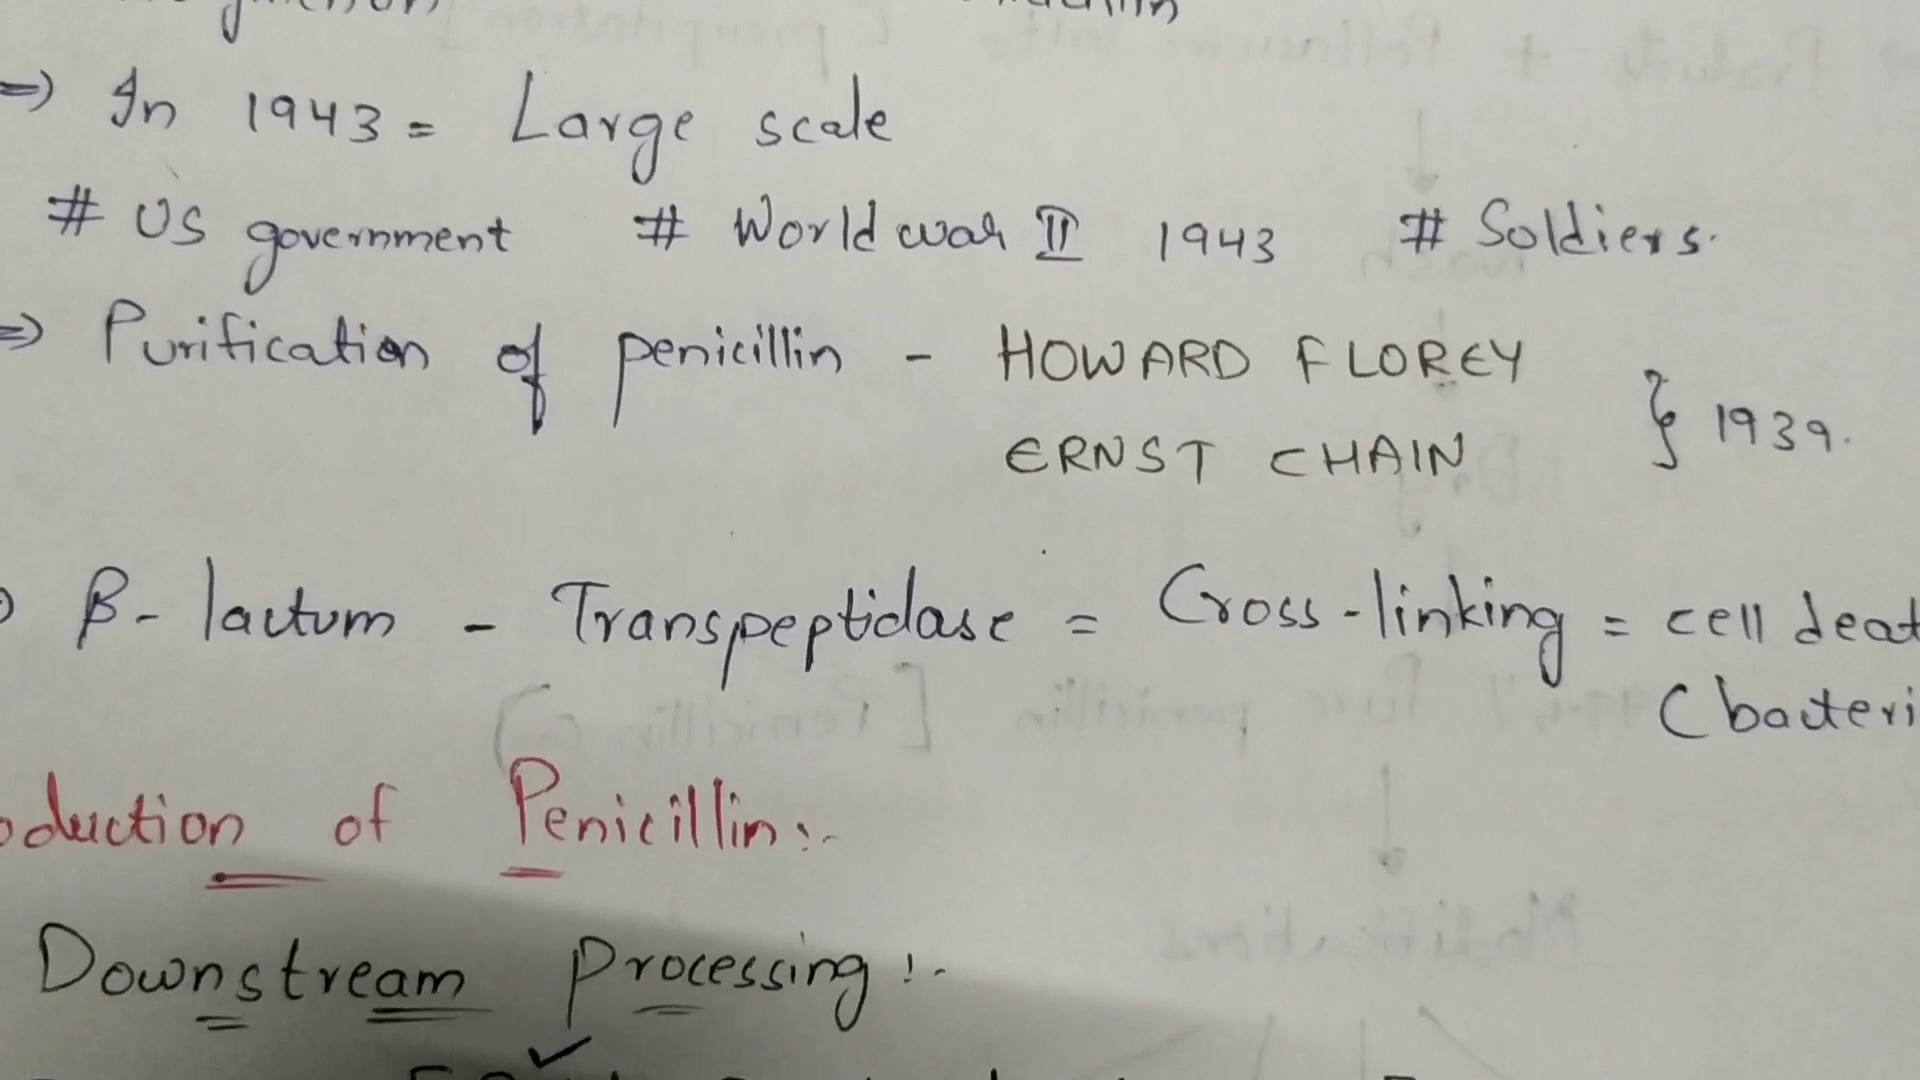 ⇒ In 1943 = Large scale
# US government # World war II 1943 # Soldiers.
⇒ Purification of penicillin - HOWARD FLOREY
ERNST CHAIN } 1939.
β- lactum - Transpeptidase = Cross-linking = cell deat
(bacteri
oduction of Penicillin:-
Downstream Processing :-